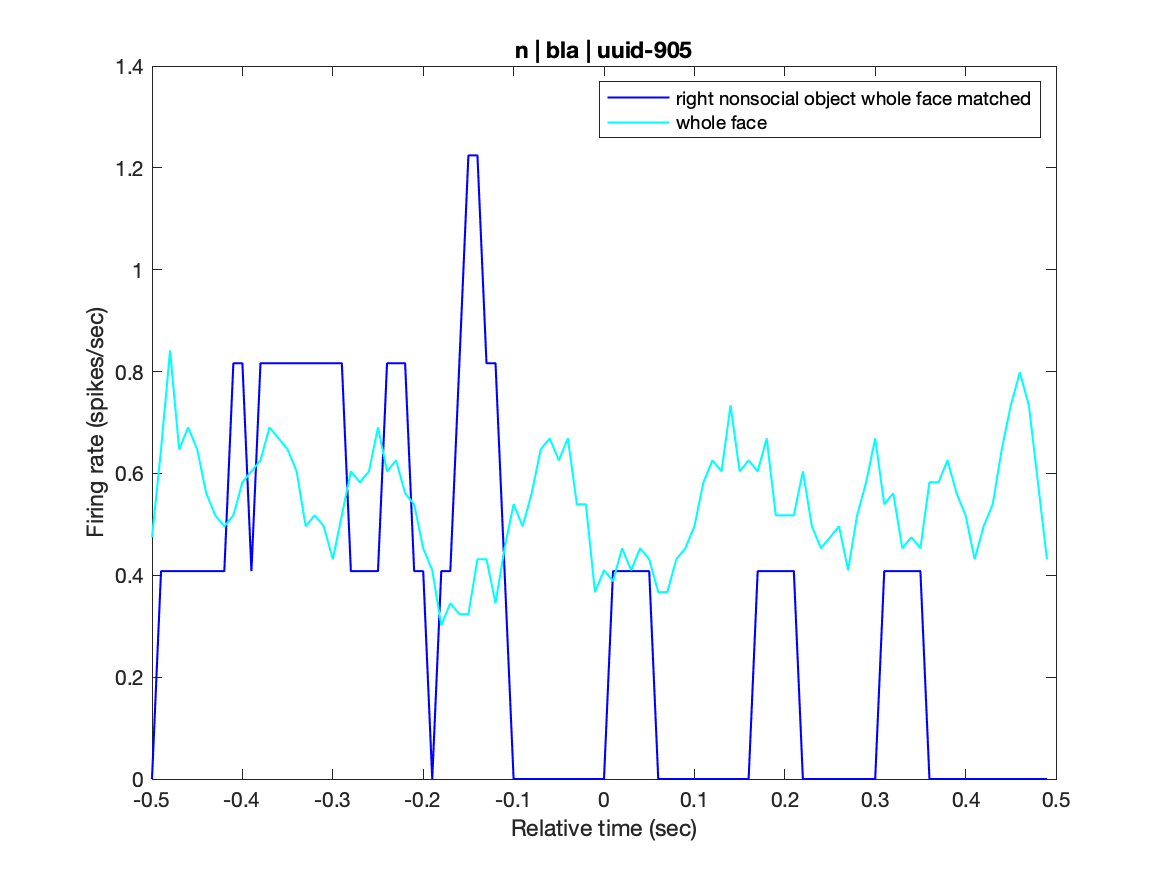 n | bla | uuid-905
right nonsocial object whole face matched
whole face
Firing rate (spikes/sec)
1.4
1.2
1
0.8
0.6
0.4
0.2
0
-0.5 -0.4 -0.3 -0.2 -0.1 0 0.1 0.2 0.3 0.4 0.5
Relative time (sec)